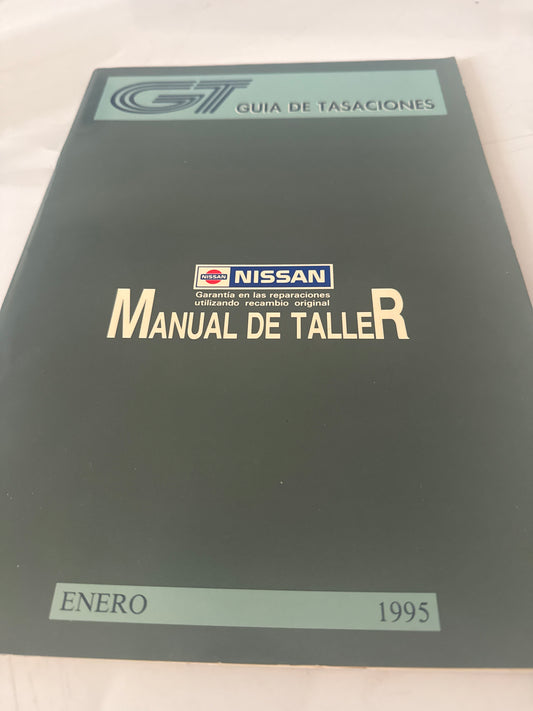 GT GUIA DE TASACIONES
NISSAN NISSAN
Garantía en las reparaciones
utilizando recambio original
MANUAL DE TALLER
ENERO 1995